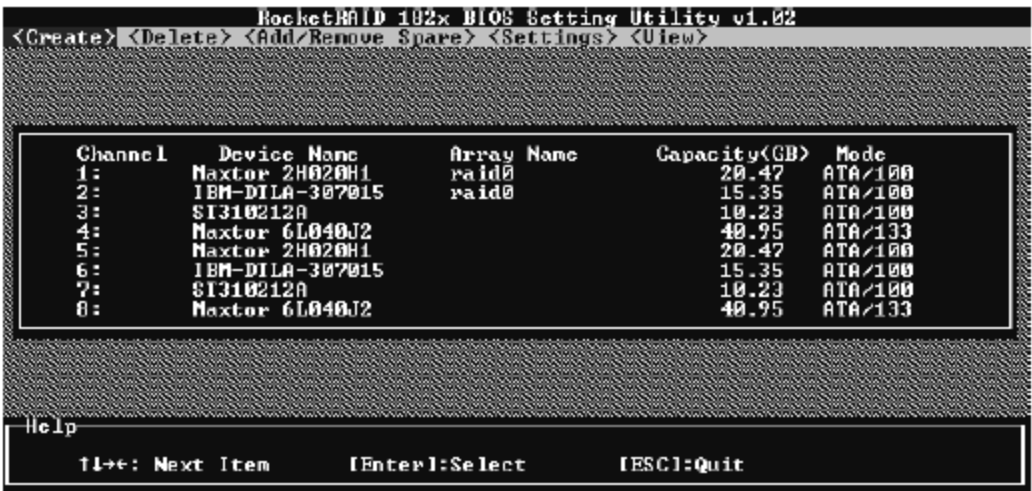 RocketRAID 182x BIOS Setting Utility v1.02
<Create> <Delete> <Add/Remove Spare> <Settings> <View>
Channel Device Name Array Name Capacity(GB) Mode
1: Maxtor 2H020H1 raid0 20.47 ATA/100
2: IBM-DTLA-307015 raid0 15.35 ATA/100
3: ST310212A 10.23 ATA/100
4: Maxtor 6L040J2 40.95 ATA/133
5: Maxtor 2H020H1 20.47 ATA/100
6: IBM-DTLA-307015 15.35 ATA/100
7: ST310212A 10.23 ATA/100
8: Maxtor 6L040J2 40.95 ATA/133
Help
↑↓→←: Next Item [Enter]:Select [ESC]:Quit